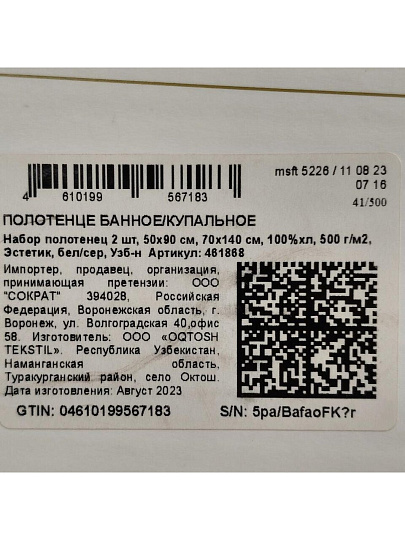 msft 5226 / 11 08 23
07 16
41/500
4 610199 567183
ПОЛОТЕНЦЕ БАННОЕ/КУПАЛЬНОЕ
Набор полотенец 2 шт, 50х90 см, 70х140 см, 100%хл, 500 г/м2,
Эстетик, бел/сер, Узб-н Артикул: 461868
Импортер, продавец, организация,
принимающая претензии: ООО
"СОКРАТ" 394028, Российская
Федерация, Воронежская область, г.
Воронеж, ул. Волгоградская 40,офис
58. Изготовитель: ООО «OQTOSH
TEKSTIL». Республика Узбекистан,
Наманганская область,
Туракурганский район, село Октош.
Дата изготовления: Август 2023
GTIN: 04610199567183 S/N: 5pa/BafaoFK?r